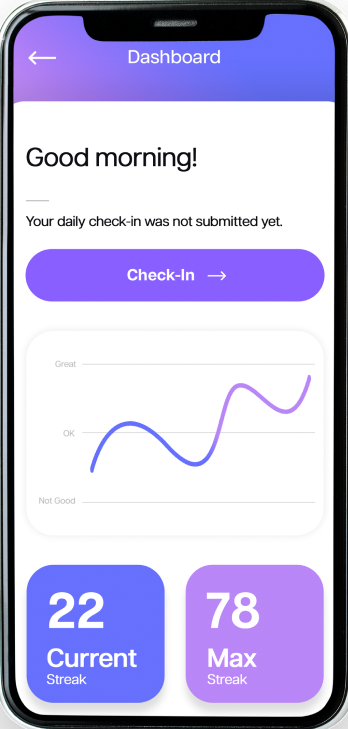 Dashboard
Good morning!
Your daily check-in was not submitted yet.
Check-In
Great
OK
Not Good
22
78
Current
Max
Streak
Streak